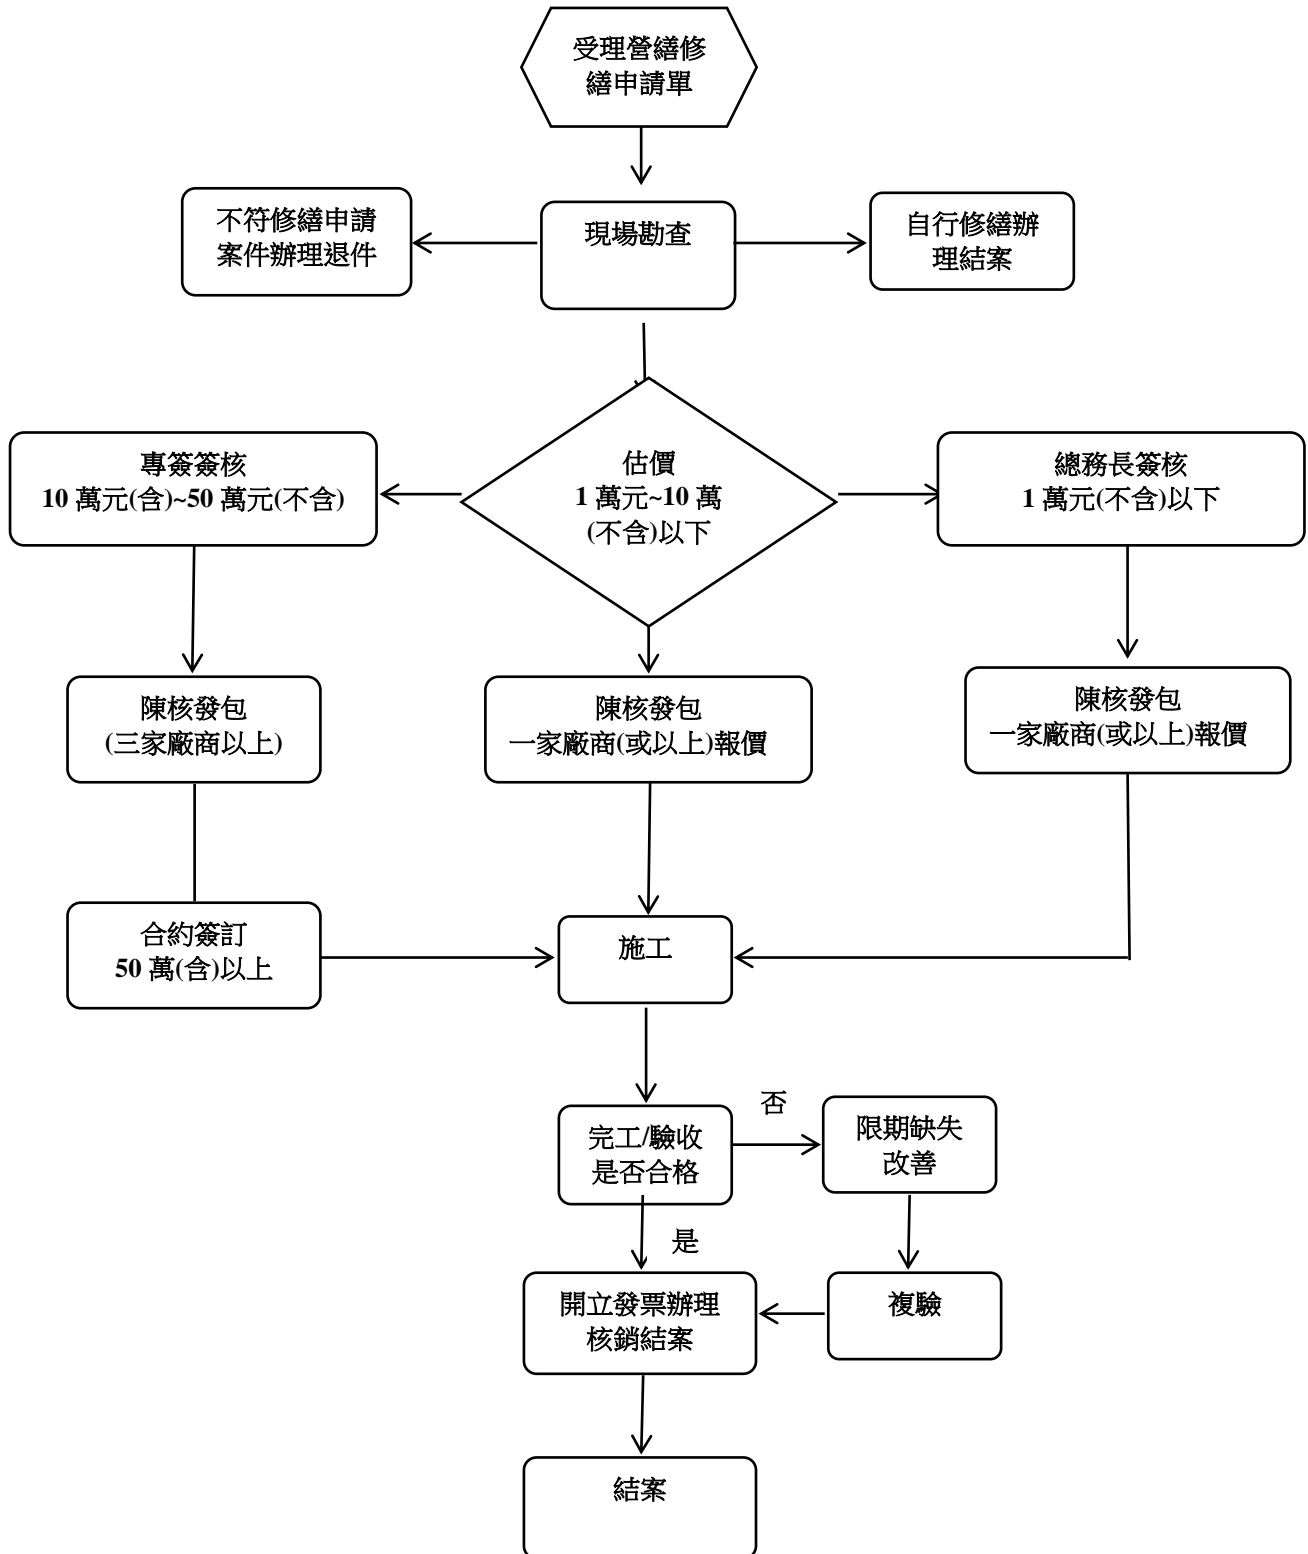 受理營繕修
繕申請單
不符修繕申請
案件辦理退件
現場勘查
自行修繕辦
理結案
專簽簽核
10 萬元(含)~50 萬元(不含)
估價
1 萬元~10 萬
(不含)以下
總務長簽核
1 萬元(不含)以下
陳核發包
(三家廠商以上)
陳核發包
一家廠商(或以上)報價
陳核發包
一家廠商(或以上)報價
合約簽訂
50 萬(含)以上
施工
完工/驗收
是否合格
否
限期缺失
改善
是
開立發票辦理
核銷結案
複驗
結案